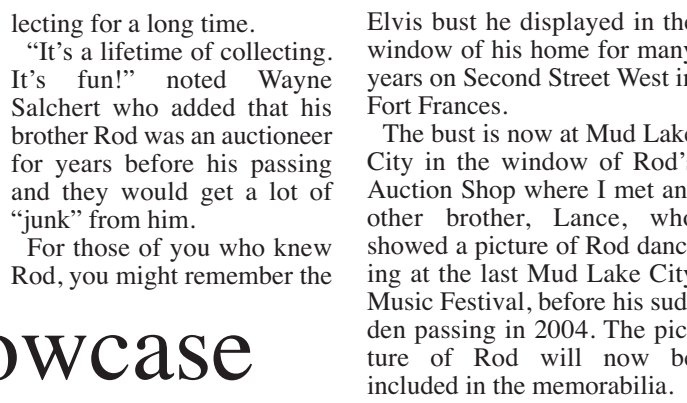 lecting for a long time.
“It’s a lifetime of collecting.
It’s fun!” noted Wayne
Salchert who added that his
brother Rod was an auctioneer
for years before his passing
and they would get a lot of
“junk” from him.
For those of you who knew
Rod, you might remember the
Elvis bust he displayed in the
window of his home for many
years on Second Street West in
Fort Frances.
The bust is now at Mud Lake
City in the window of Rod’s
Auction Shop where I met an
other brother, Lance, who
showed a picture of Rod danc
ing at the last Mud Lake City
Music Festival, before his sud
den passing in 2004. The pic
ture of Rod will now be
included in the memorabilia.
owcase